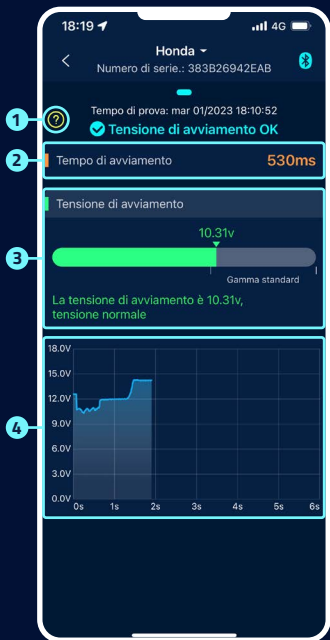 18:19
4G
Honda
Numero di serie.: 383B26942EAB
Tempo di prova: mar 01/2023 18:10:52
1
?
Tensione di avviamento OK
2
Tempo di avviamento
530ms
Tensione di avviamento
10.31v
3
Gamma standard
La tensione di avviamento è 10.31v,
tensione normale
18.0V
15.0V
12.0V
4
9.0V
6.0V
3.0V
0.0V
0s 1s 2s 3s 4s 5s 6s